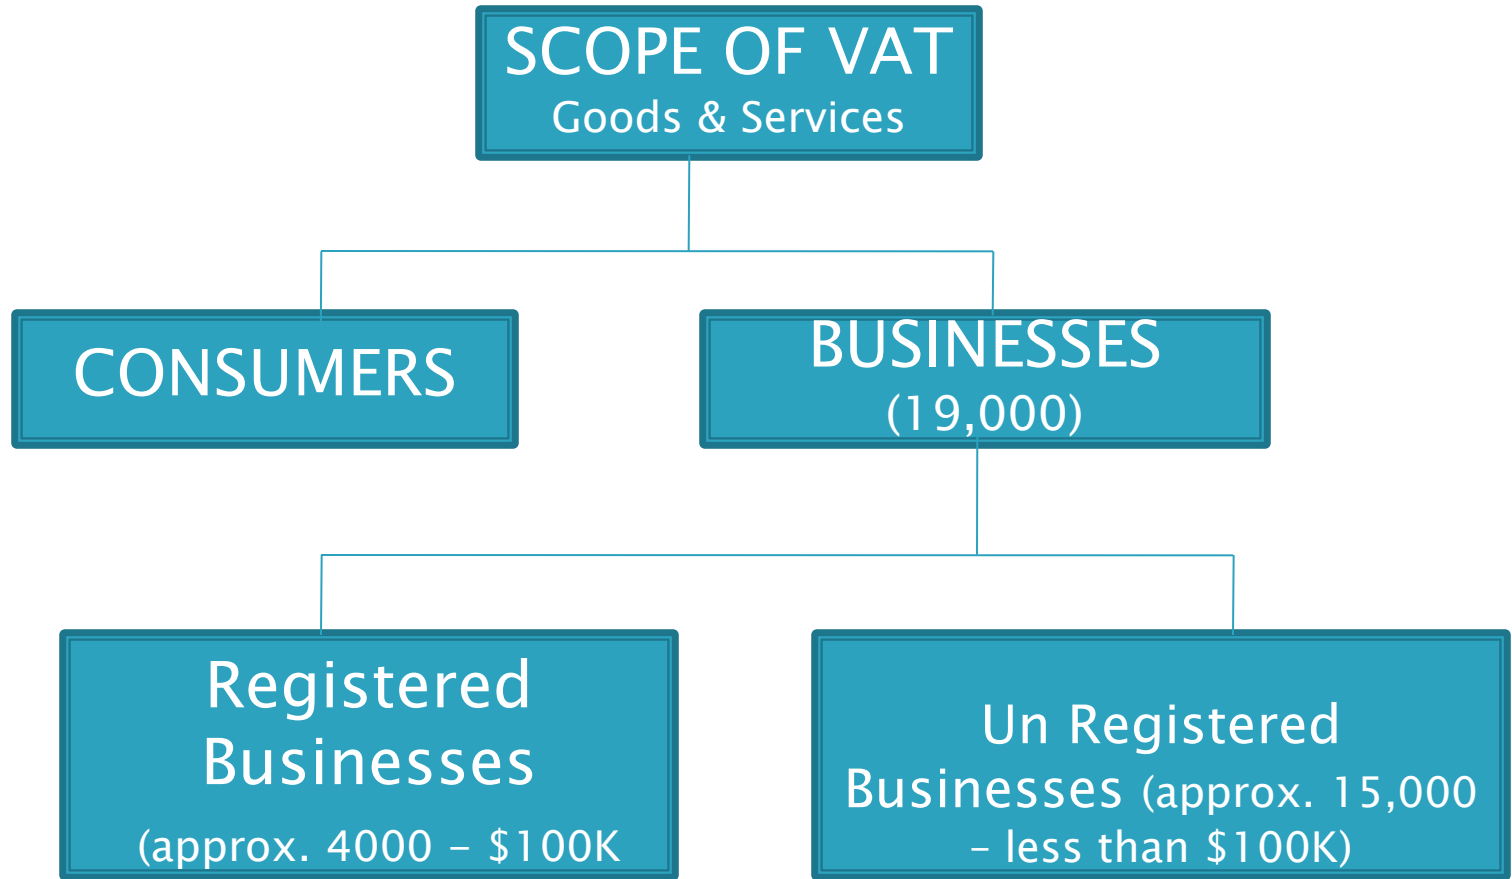 SCOPE OF VAT
Goods & Services
CONSUMERS
BUSINESSES
(19,000)
Registered
Businesses
(approx. 4000 – $100K
Un Registered
Businesses (approx. 15,000
– less than $100K)